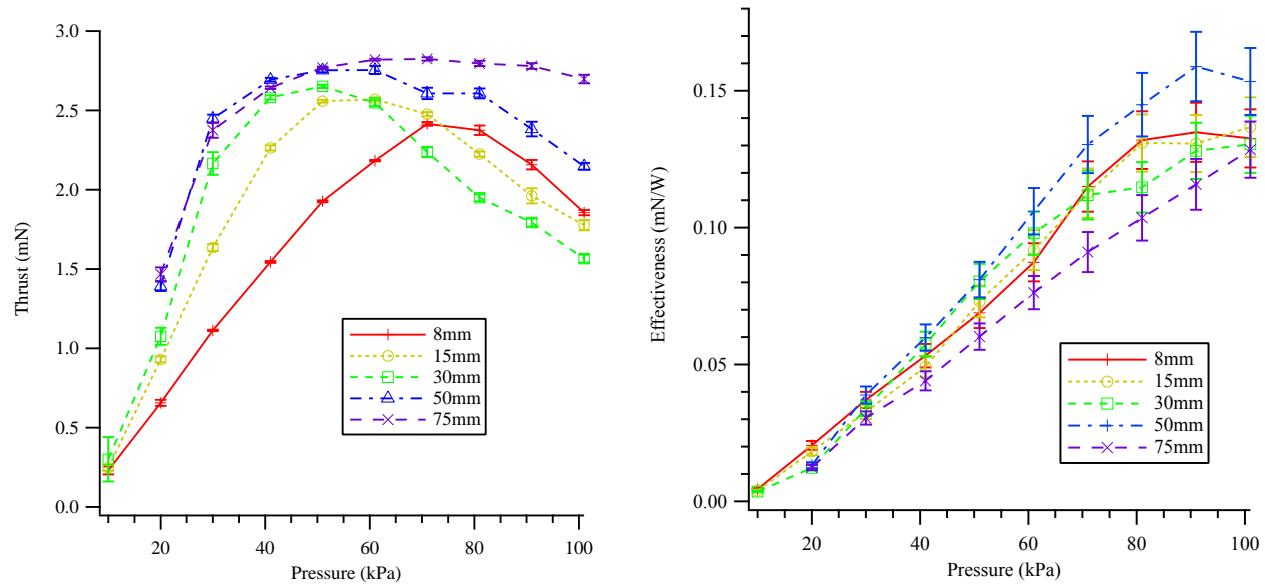 3.0
2.5
2.0
1.5
1.0
0.5
0.0
Thrust (mN)
20 40 60 80 100
Pressure (kPa)
8mm
15mm
30mm
50mm
75mm
0.15
0.10
0.05
0.00
Effectiveness (mN/W)
20 40 60 80 100
Pressure (kPa)
8mm
15mm
30mm
50mm
75mm